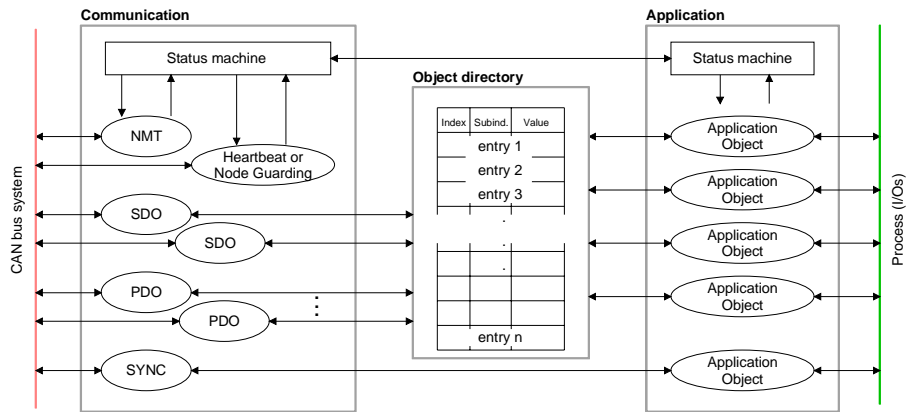 Communication
Application
Status machine
Status machine
Object directory
Index Subind. Value
NMT
entry 1
Application
Object
Heartbeat or
Node Guarding
entry 2
entry 3
Application
Object
SDO
.
SDO
.
Application
Object
.
PDO
Application
Object
PDO
entry n
SYNC
Application
Object
CAN bus system
Process (I/Os)